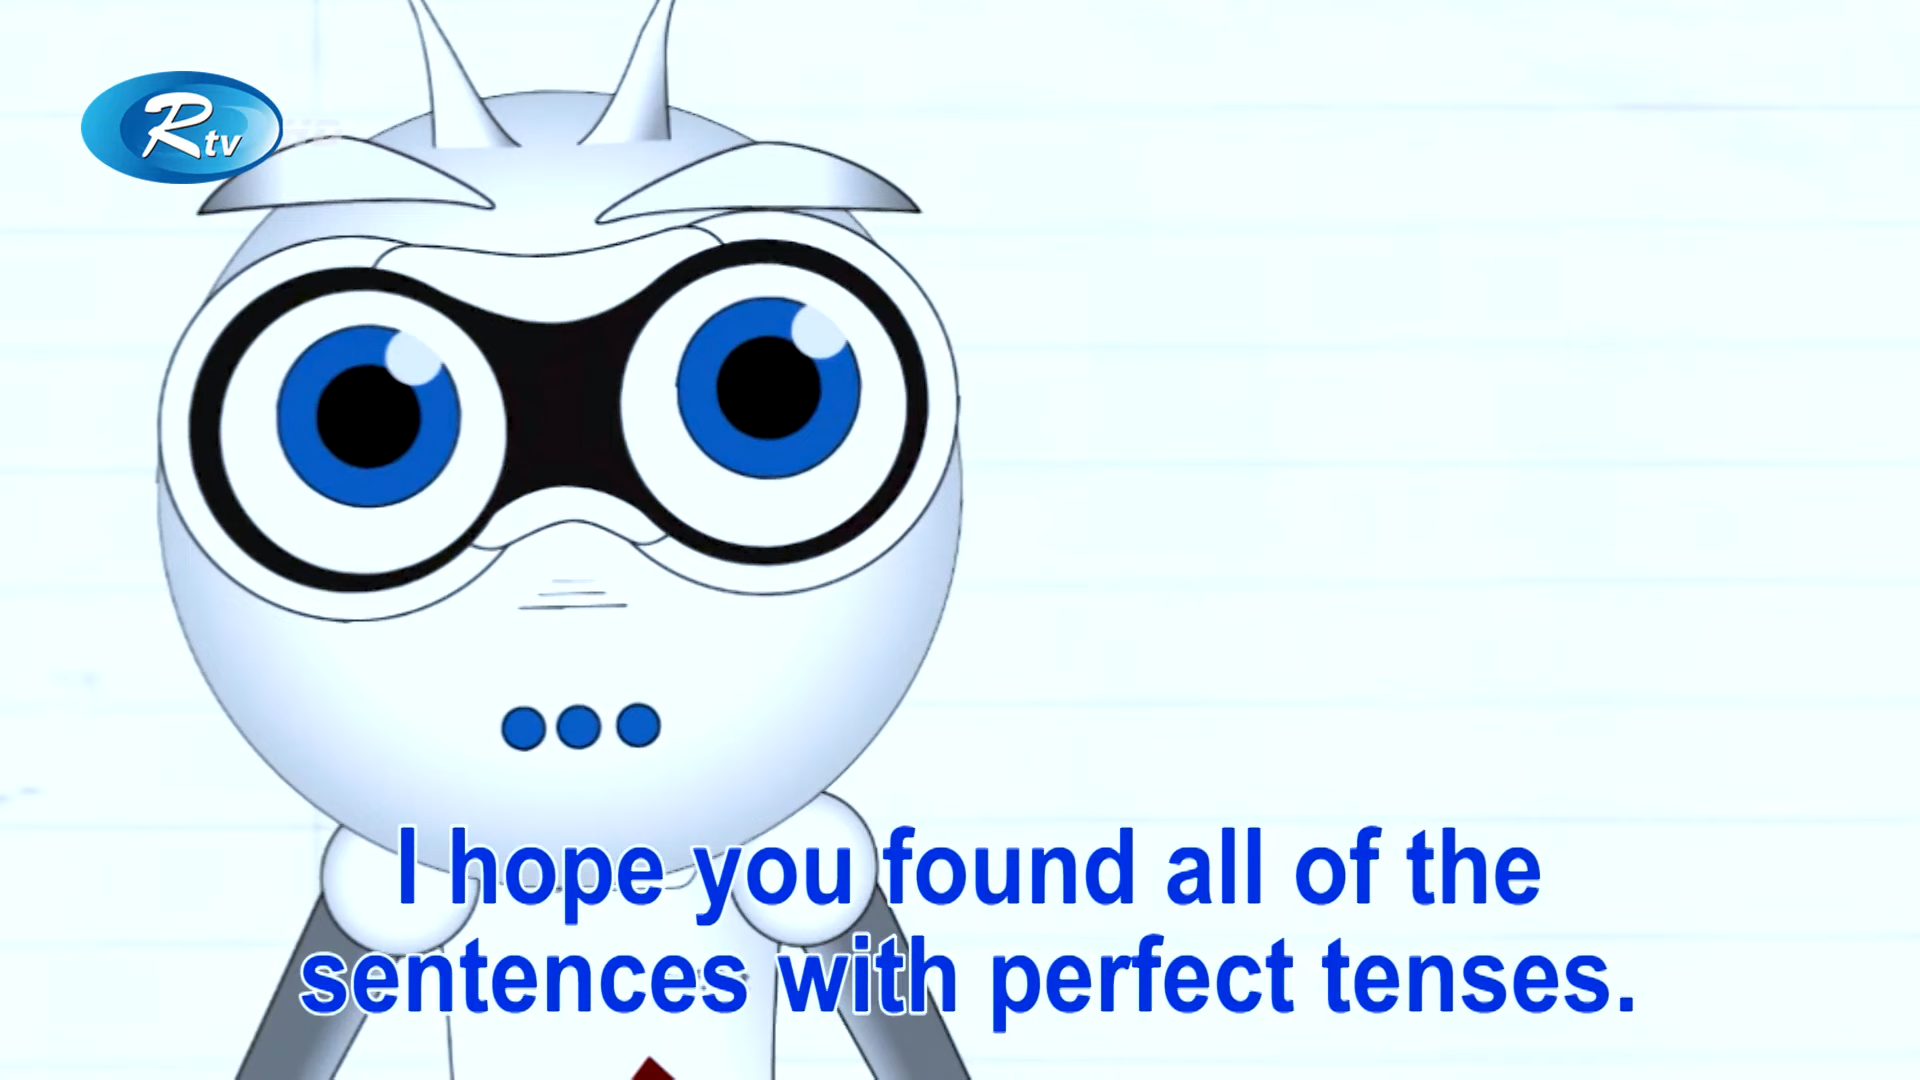 Rtv
I hope you found all of the
sentences with perfect tenses.